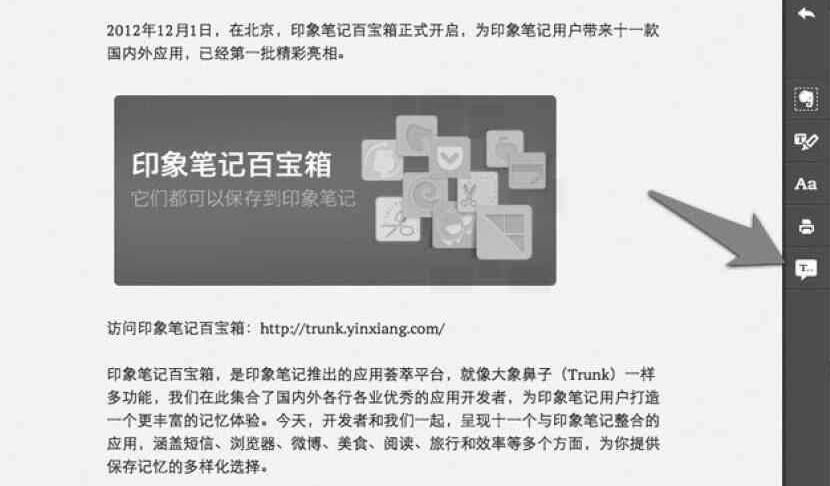 2012年12月1日，在北京，印象笔记百宝箱正式开启，为印象笔记用户带来十一款
国内外应用，已经第一批精彩亮相。
印象笔记百宝箱
它们都可以保存到印象笔记
访问印象笔记百宝箱：http://trunk.yinxiang.com/
印象笔记百宝箱，是印象笔记推出的应用荟萃平台，就像大象鼻子（Trunk）一样
多功能，我们在此集合了国内外各行各业优秀的应用开发者，为印象笔记用户打造
一个更丰富的记忆体验。今天，开发者和我们一起，呈现十一个与印象笔记整合的
应用，涵盖短信、浏览器、微博、美食、阅读、旅行和效率等多个方面，为你提供
保存记忆的多样化选择。
T
Aa
T..